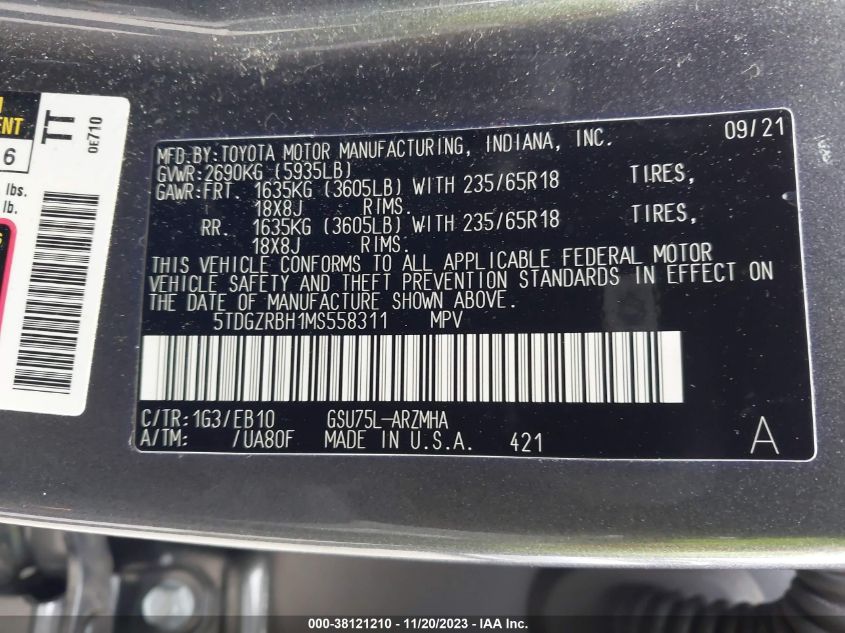 ENT
6
lbs.
lb.
TT
0E710
09/21
MFD.BY:TOYOTA MOTOR MANUFACTURING, INDIANA, INC.
GVWR:2690KG (5935LB)
GAWR:FRT. 1635KG (3605LB) WITH 235/65R18 TIRES,
18X8J RIMS.
RR. 1635KG (3605LB) WITH 235/65R18 TIRES,
18X8J RIMS.
THIS VEHICLE CONFORMS TO ALL APPLICABLE FEDERAL MOTOR
VEHICLE SAFETY AND THEFT PREVENTION STANDARDS IN EFFECT ON
THE DATE OF MANUFACTURE SHOWN ABOVE.
5TDGZRBH1MS558311 MPV
C/TR:1G3/EB10 GSU75L-ARZMHA
A/TM: /UA80F MADE IN U.S.A. 421
A
000-38121210 - 11/20/2023 - IAA Inc.